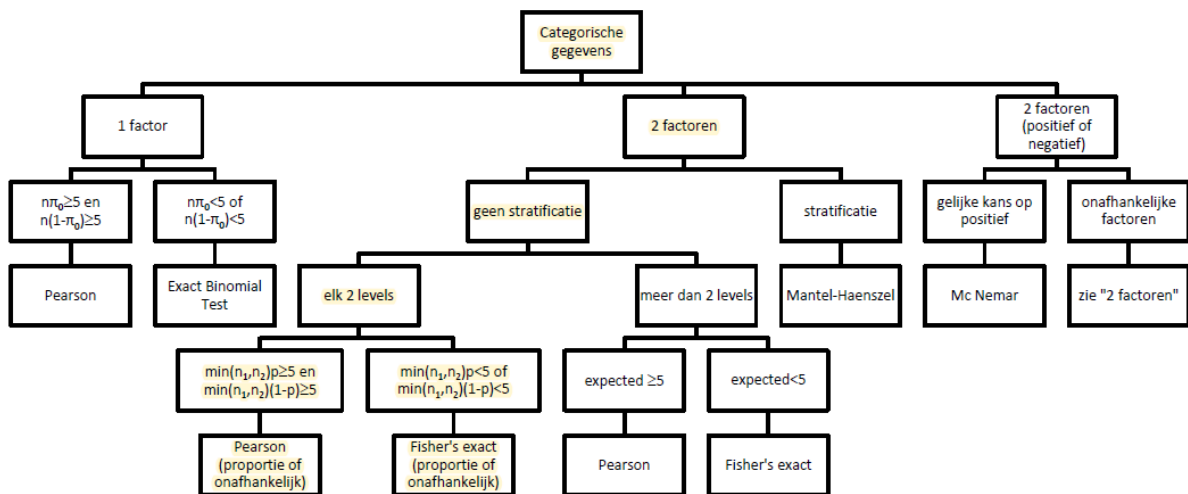 Categorische
gegevens
1 factor
2 factoren
2 factoren
(positief of
negatief)
nπ₀≥5 en
n(1-π₀)≥5
nπ₀<5 of
n(1-π₀)<5
geen stratificatie
stratificatie
gelijke kans op
positief
onafhankelijke
factoren
Pearson
Exact Binomial
Test
elk 2 levels
meer dan 2 levels
Mantel-Haenszel
Mc Nemar
zie "2 factoren"
min(n₁,n₂)p≥5 en
min(n₁,n₂)(1-p)≥5
min(n₁,n₂)p<5 of
min(n₁,n₂)(1-p)<5
expected ≥5
expected<5
Pearson
(proportie of
onafhankelijk)
Fisher's exact
(proportie of
onafhankelijk)
Pearson
Fisher's exact